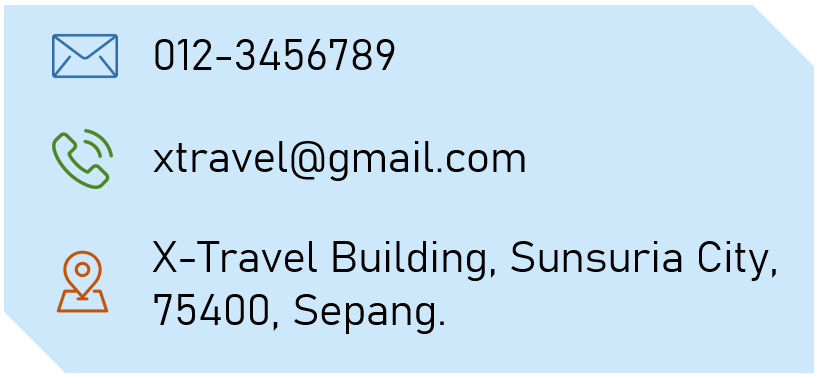 012-3456789
xtravel@gmail.com
X-Travel Building, Sunsuria City,
75400, Sepang.